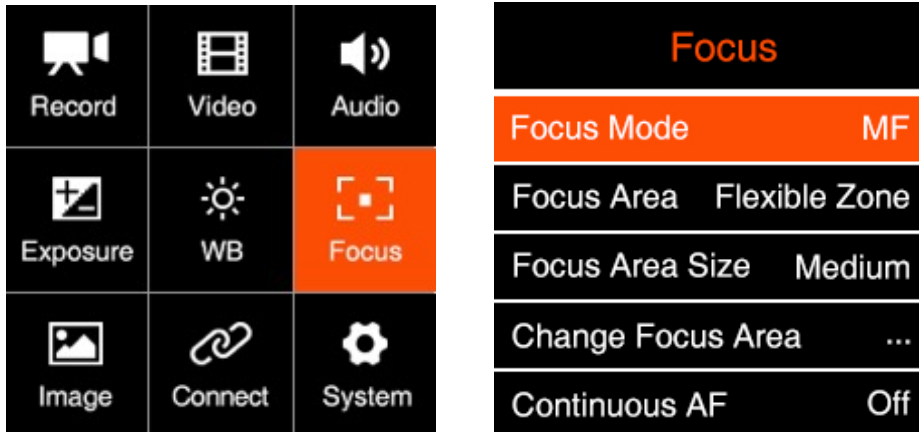 Record Video Audio
Exposure WB Focus
Image Connect System
Focus
Focus Mode MF
Focus Area Flexible Zone
Focus Area Size Medium
Change Focus Area ...
Continuous AF Off